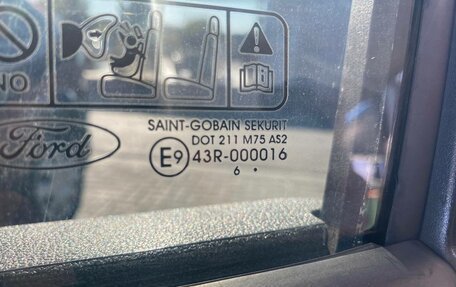 NO
Ford
SAINT-GOBAIN SEKURIT
DOT 211 M75 AS2
E9 43R-000016
6 •